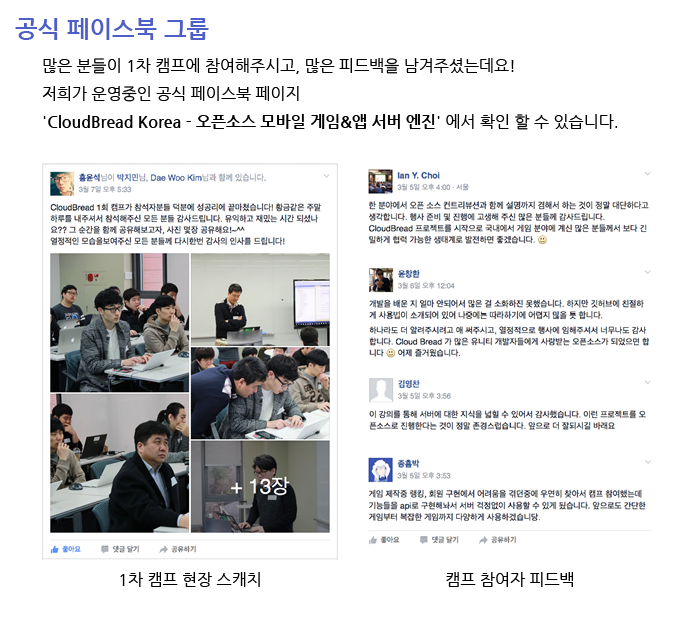 공식 페이스북 그룹
많은 분들이 1차 캠프에 참여해주시고, 많은 피드백을 남겨주셨는데요!
저희가 운영중인 공식 페이스북 페이지
'CloudBread Korea - 오픈소스 모바일 게임&앱 서버 엔진' 에서 확인 할 수 있습니다.
홍윤석님이 박지민님, Dae Woo Kim님과 함께 있습니다.
3월 7일 오후 5:33
CloudBread 1회 캠프가 참석자분들 덕분에 성공리에 끝마쳤습니다! 황금같은 주말
하루를 내주셔서 참석해주신 모든 분들 감사드립니다. 유익하고 재밌는 시간 되셨나
요?? 그 순간을 함께 공유해보고자, 사진 몇장 공유해요!~^^
열정적인 모습을보여주신 모든 분들께 다시한번 감사의 인사를 드립니다!
+ 13장
좋아요 댓글 달기 공유하기
1차 캠프 현장 스캐치
Ian Y. Choi
3월 5일 오후 4:00 · 서울
한 분야에서 오픈 소스 컨트리뷰션과 함께 설명까지 겸해서 하는 것이 정말 대단하다고
생각합니다. 행사 준비 및 진행에 고생해 주신 많은 분들께 감사드립니다.
CloudBread 프로젝트를 시작으로 국내에서 게임 분야에 계신 많은 분들께서 보다 긴
밀하게 협력 가능한 생태계로 발전하면 좋겠습니다.
윤창환
3월 6일 오후 12:04
개발을 배운 지 얼마 안되어서 많은 걸 소화하진 못했습니다. 하지만 깃허브에 친절하
게 사용법이 소개되어 있어 나중에는 따라하기에 어렵지 않을 듯 합니다.
하나라도 더 알려주시려고 애 써주시고, 열정적으로 행사에 임해주셔서 너무나도 감사
합니다. Cloud Bread 가 많은 유니티 개발자들에게 사랑받는 오픈소스가 되었으면 합
니다 어제 즐거웠습니다.
김영찬
3월 5일 오후 3:56
이 강의를 통해 서버에 대한 지식을 넓힐 수 있어서 감사했습니다. 이런 프로젝트를 오
픈소스로 진행한다는 것이 정말 존경스럽습니다. 앞으로 더 잘되시길 바래요
종흠박
3월 5일 오후 3:53
게임 제작중 랭킹, 회원 구현에서 어려움을 겪던중에 우연히 찾아서 캠프 참여했는데
기능들을 api로 구현해놔서 서버 걱정없이 사용할 수 있게 됬습니다. 앞으로도 간단한
게임부터 복잡한 게임까지 다양하게 사용하겠습니당.
좋아요 댓글 달기 공유하기
캠프 참여자 피드백